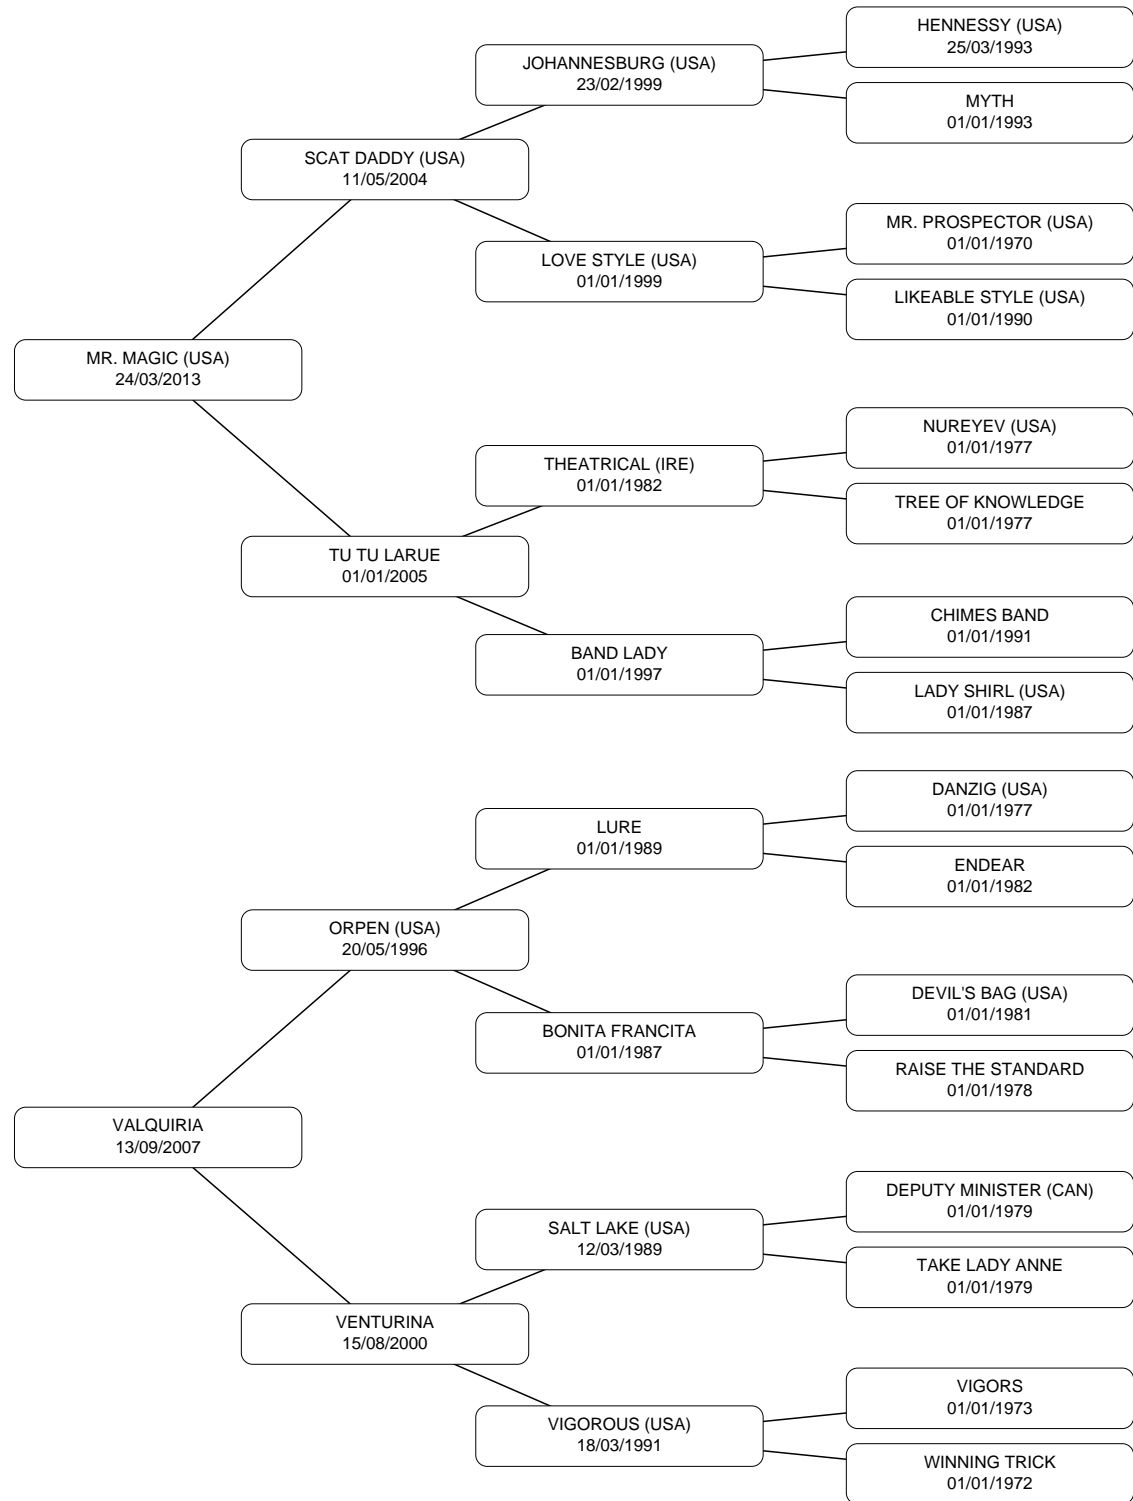 HENNESSY (USA)
25/03/1993
JOHANNESBURG (USA)
23/02/1999
MYTH
01/01/1993
SCAT DADDY (USA)
11/05/2004
MR. PROSPECTOR (USA)
01/01/1970
LOVE STYLE (USA)
01/01/1999
LIKEABLE STYLE (USA)
01/01/1990
MR. MAGIC (USA)
24/03/2013
NUREYEV (USA)
01/01/1977
THEATRICAL (IRE)
01/01/1982
TREE OF KNOWLEDGE
01/01/1977
TU TU LARUE
01/01/2005
CHIMES BAND
01/01/1991
BAND LADY
01/01/1997
LADY SHIRL (USA)
01/01/1987
DANZIG (USA)
01/01/1977
LURE
01/01/1989
ENDEAR
01/01/1982
ORPEN (USA)
20/05/1996
DEVIL'S BAG (USA)
01/01/1981
BONITA FRANCITA
01/01/1987
RAISE THE STANDARD
01/01/1978
VALQUIRIA
13/09/2007
DEPUTY MINISTER (CAN)
01/01/1979
SALT LAKE (USA)
12/03/1989
TAKE LADY ANNE
01/01/1979
VENTURINA
15/08/2000
VIGORS
01/01/1973
VIGOROUS (USA)
18/03/1991
WINNING TRICK
01/01/1972